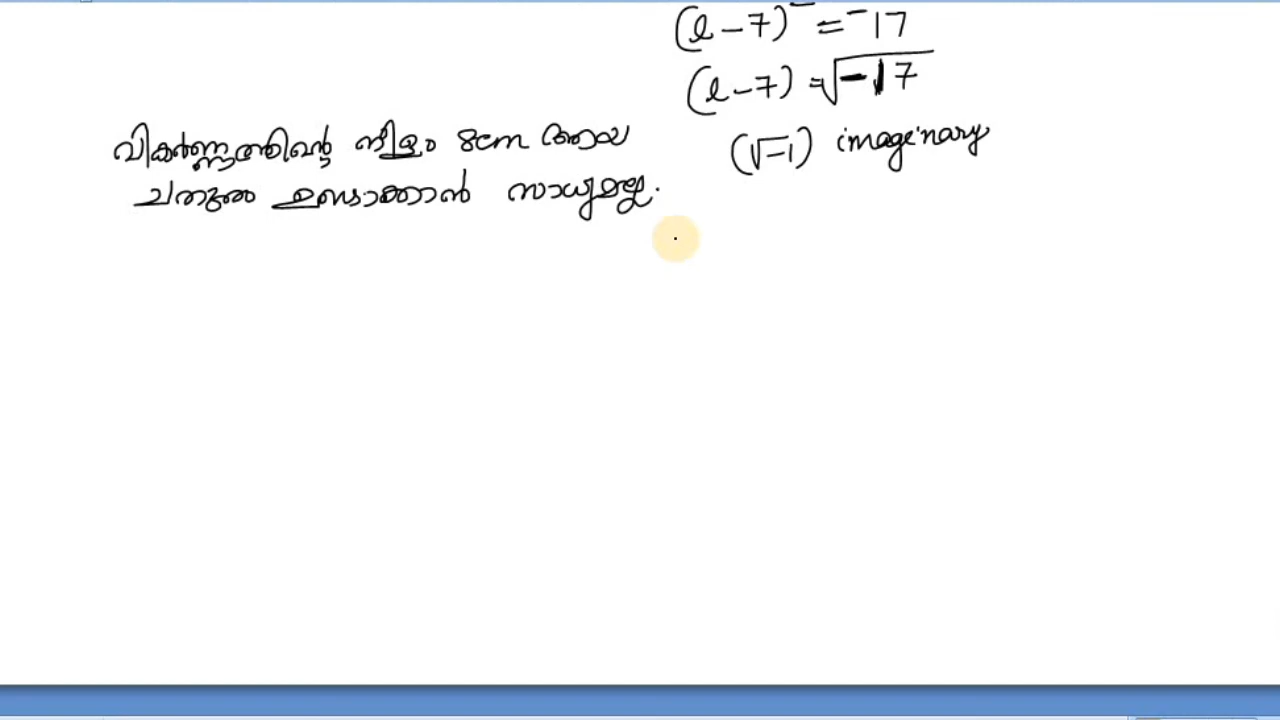 (l-7)² = -17
(l-7) = √-17
(√-1) imaginary
വികർണ്ണത്തിന്റെ നീളം 8cm ആയ
ചതുരം ഉണ്ടാക്കാൻ സാധ്യമല്ല.